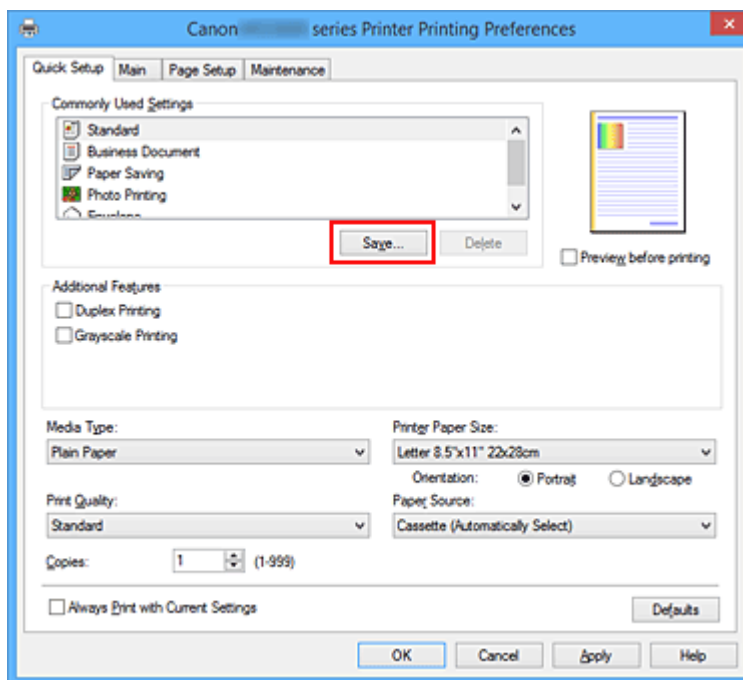 Canon series Printer Printing Preferences
Quick Setup Main Page Setup Maintenance
Commonly Used Settings
Standard
Business Document
Paper Saving
Photo Printing
Envelope
Save... Delete
Preview before printing
Additional Features
Duplex Printing
Grayscale Printing
Media Type: Printer Paper Size:
Plain Paper Letter 8.5"x11" 22x28cm
Orientation: Portrait Landscape
Print Quality: Paper Source:
Standard Cassette (Automatically Select)
Copies: 1 (1-999)
Always Print with Current Settings Defaults
OK Cancel Apply Help